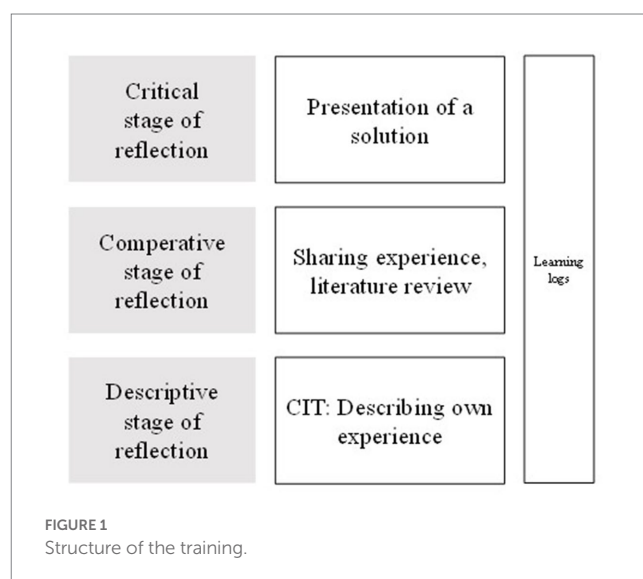 Critical
stage of
reflection
Presentation of a
solution
Comperative
stage of
reflection
Sharing experience,
literature review
Learning
logs
Descriptive
stage of
reflection
CIT: Describing own
experience
FIGURE 1
Structure of the training.